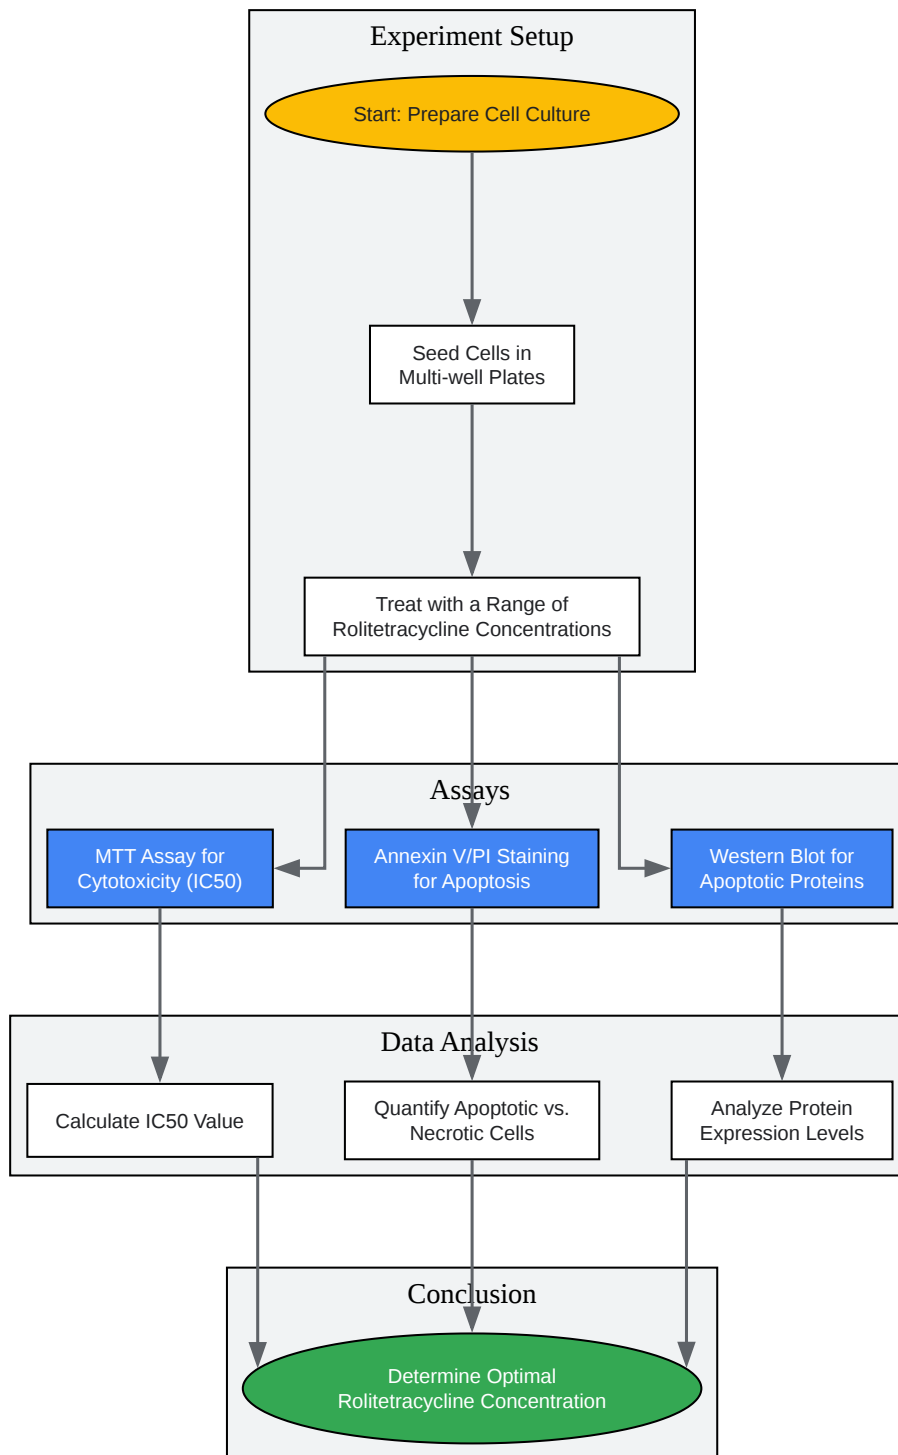 Experiment Setup
Start: Prepare Cell Culture
Seed Cells in
Multi-well Plates
Treat with a Range of
Rolitetracycline Concentrations
Assays
MTT Assay for
Cytotoxicity (IC50)
Annexin V/PI Staining
for Apoptosis
Western Blot for
Apoptotic Proteins
Data Analysis
Calculate IC50 Value
Quantify Apoptotic vs.
Necrotic Cells
Analyze Protein
Expression Levels
Conclusion
Determine Optimal
Rolitetracycline Concentration